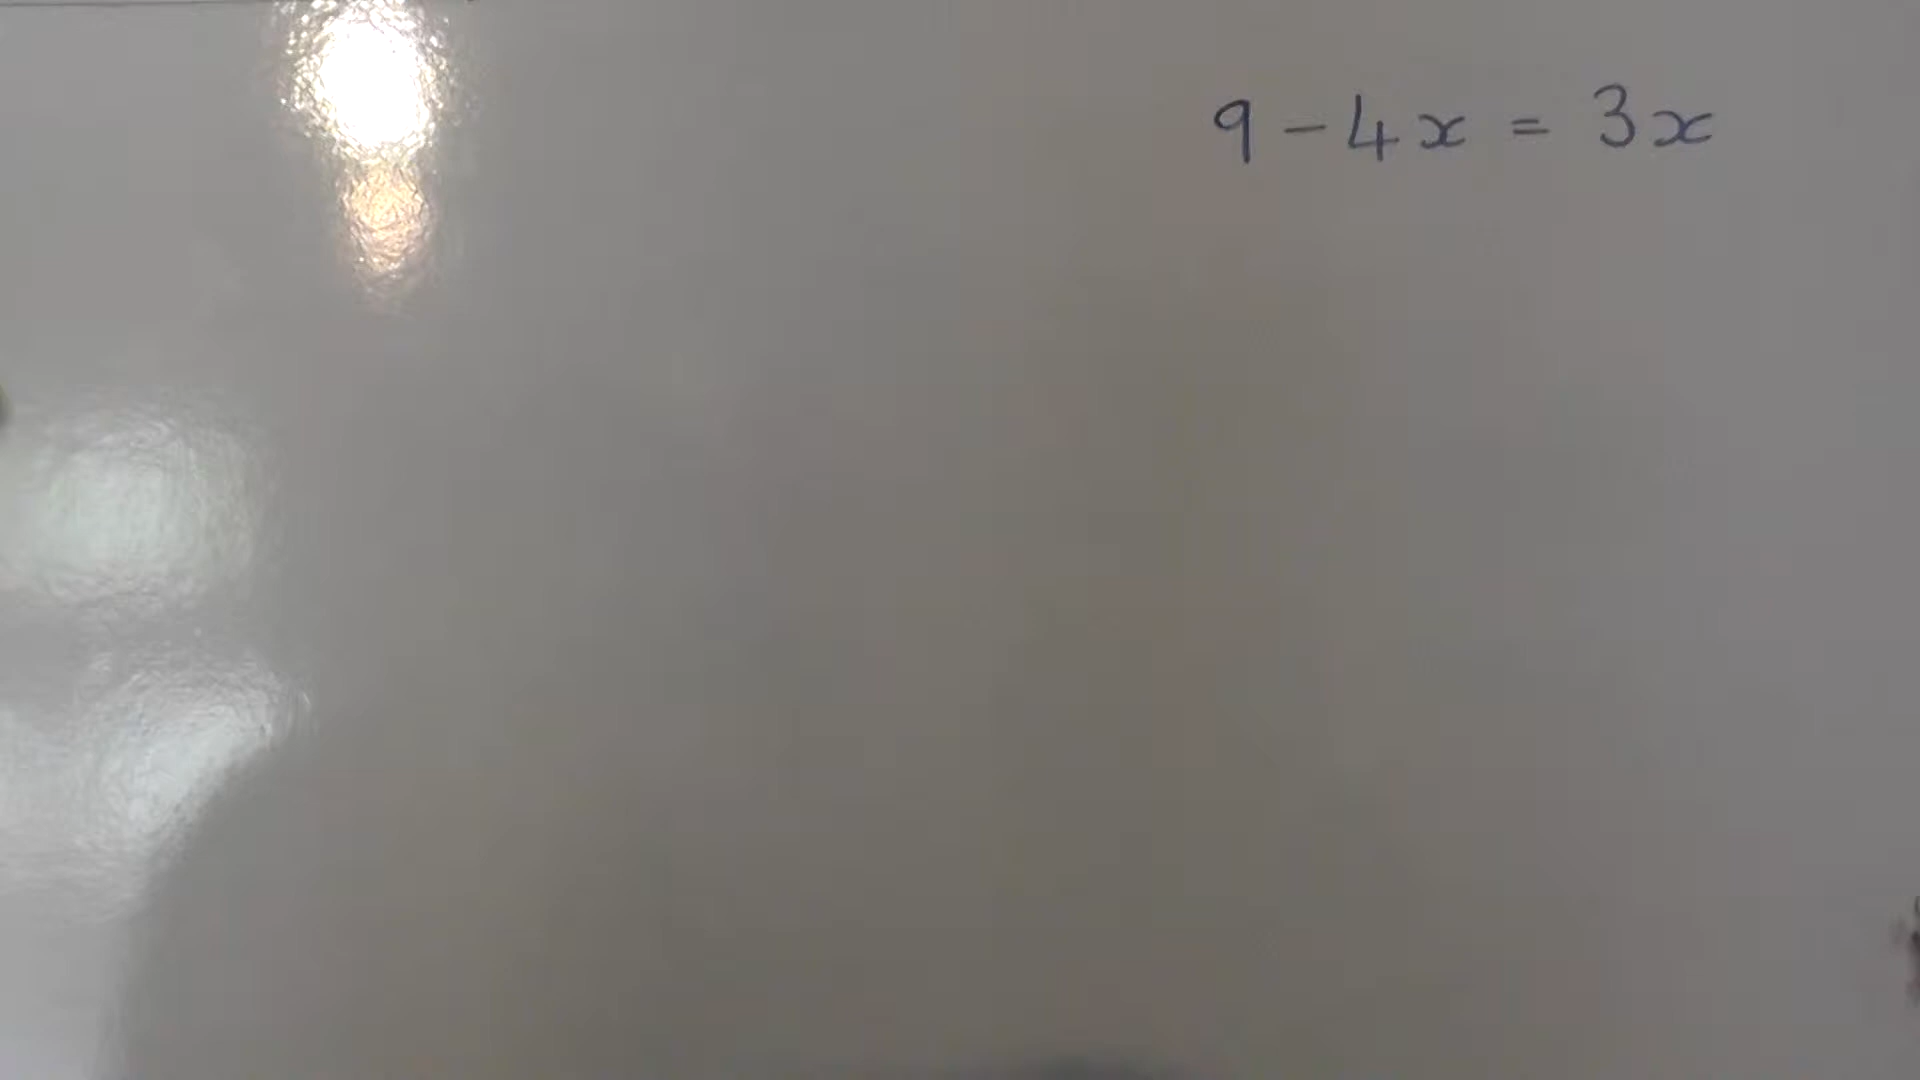 9 - 4x = 3x